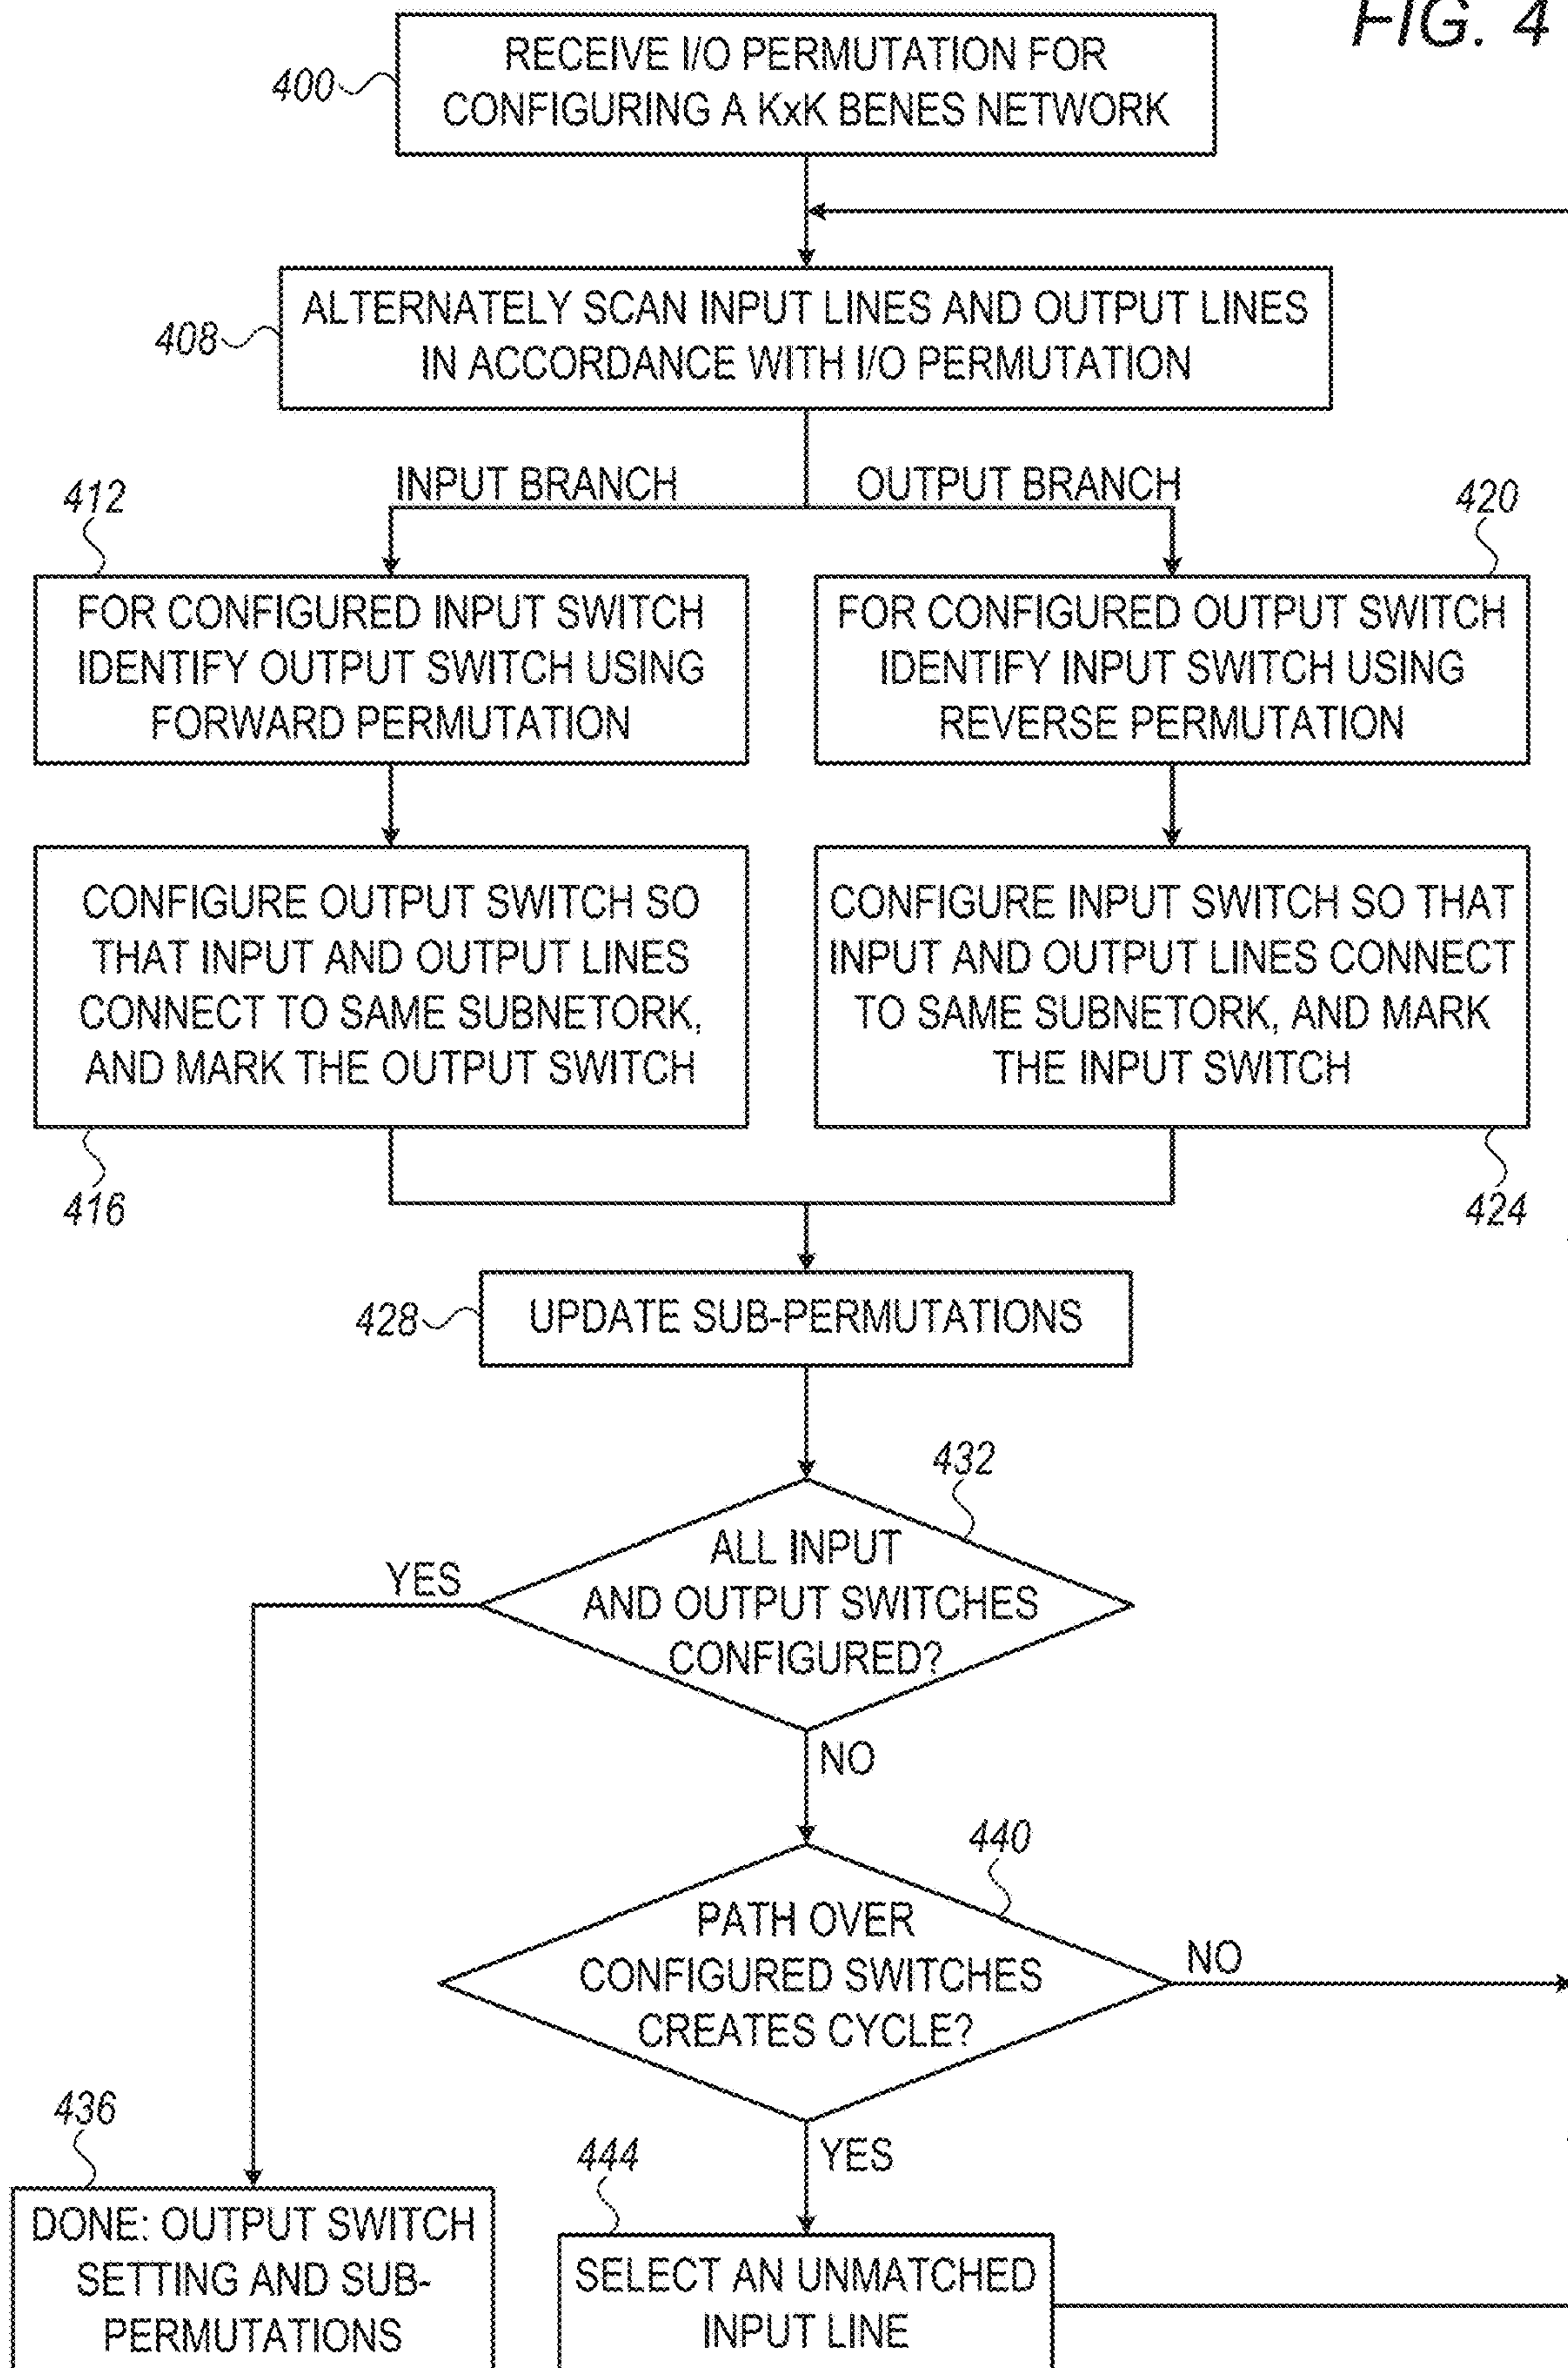 FIG. 4
400
RECEIVE I/O PERMUTATION FOR
CONFIGURING A KxK BENES NETWORK
408
ALTERNATELY SCAN INPUT LINES AND OUTPUT LINES
IN ACCORDANCE WITH I/O PERMUTATION
INPUT BRANCH
OUTPUT BRANCH
412
FOR CONFIGURED INPUT SWITCH
IDENTIFY OUTPUT SWITCH USING
FORWARD PERMUTATION
420
FOR CONFIGURED OUTPUT SWITCH
IDENTIFY INPUT SWITCH USING
REVERSE PERMUTATION
CONFIGURE OUTPUT SWITCH SO
THAT INPUT AND OUTPUT LINES
CONNECT TO SAME SUBNETORK,
AND MARK THE OUTPUT SWITCH
416
CONFIGURE INPUT SWITCH SO THAT
INPUT AND OUTPUT LINES CONNECT
TO SAME SUBNETORK, AND MARK
THE INPUT SWITCH
424
428
UPDATE SUB-PERMUTATIONS
432
ALL INPUT
AND OUTPUT SWITCHES
CONFIGURED?
YES
NO
440
PATH OVER
CONFIGURED SWITCHES
CREATES CYCLE?
NO
YES
436
DONE: OUTPUT SWITCH
SETTING AND SUB-
PERMUTATIONS
444
SELECT AN UNMATCHED
INPUT LINE